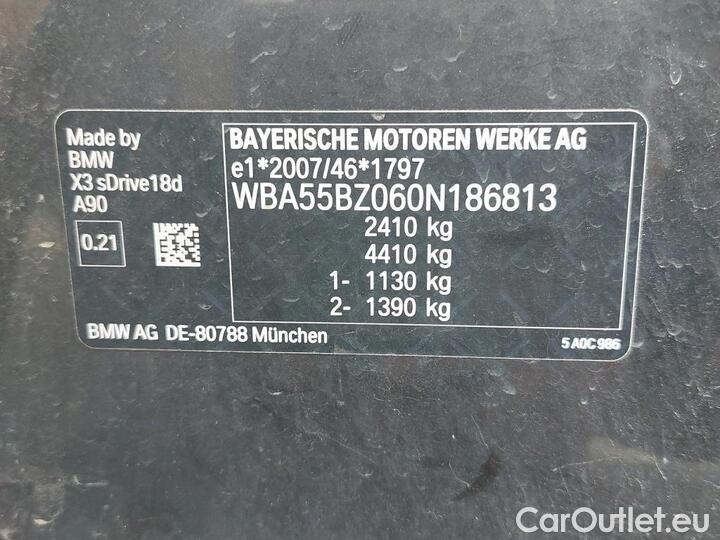 Made by
BMW
X3 sDrive18d
A90
0.21
BAYERISCHE MOTOREN WERKE AG
e1*2007/46*1797
WBA55BZ060N186813
2410 kg
4410 kg
1- 1130 kg
2- 1390 kg
BMW AG DE-80788 München
5 A0C 986
CarOutlet.eu